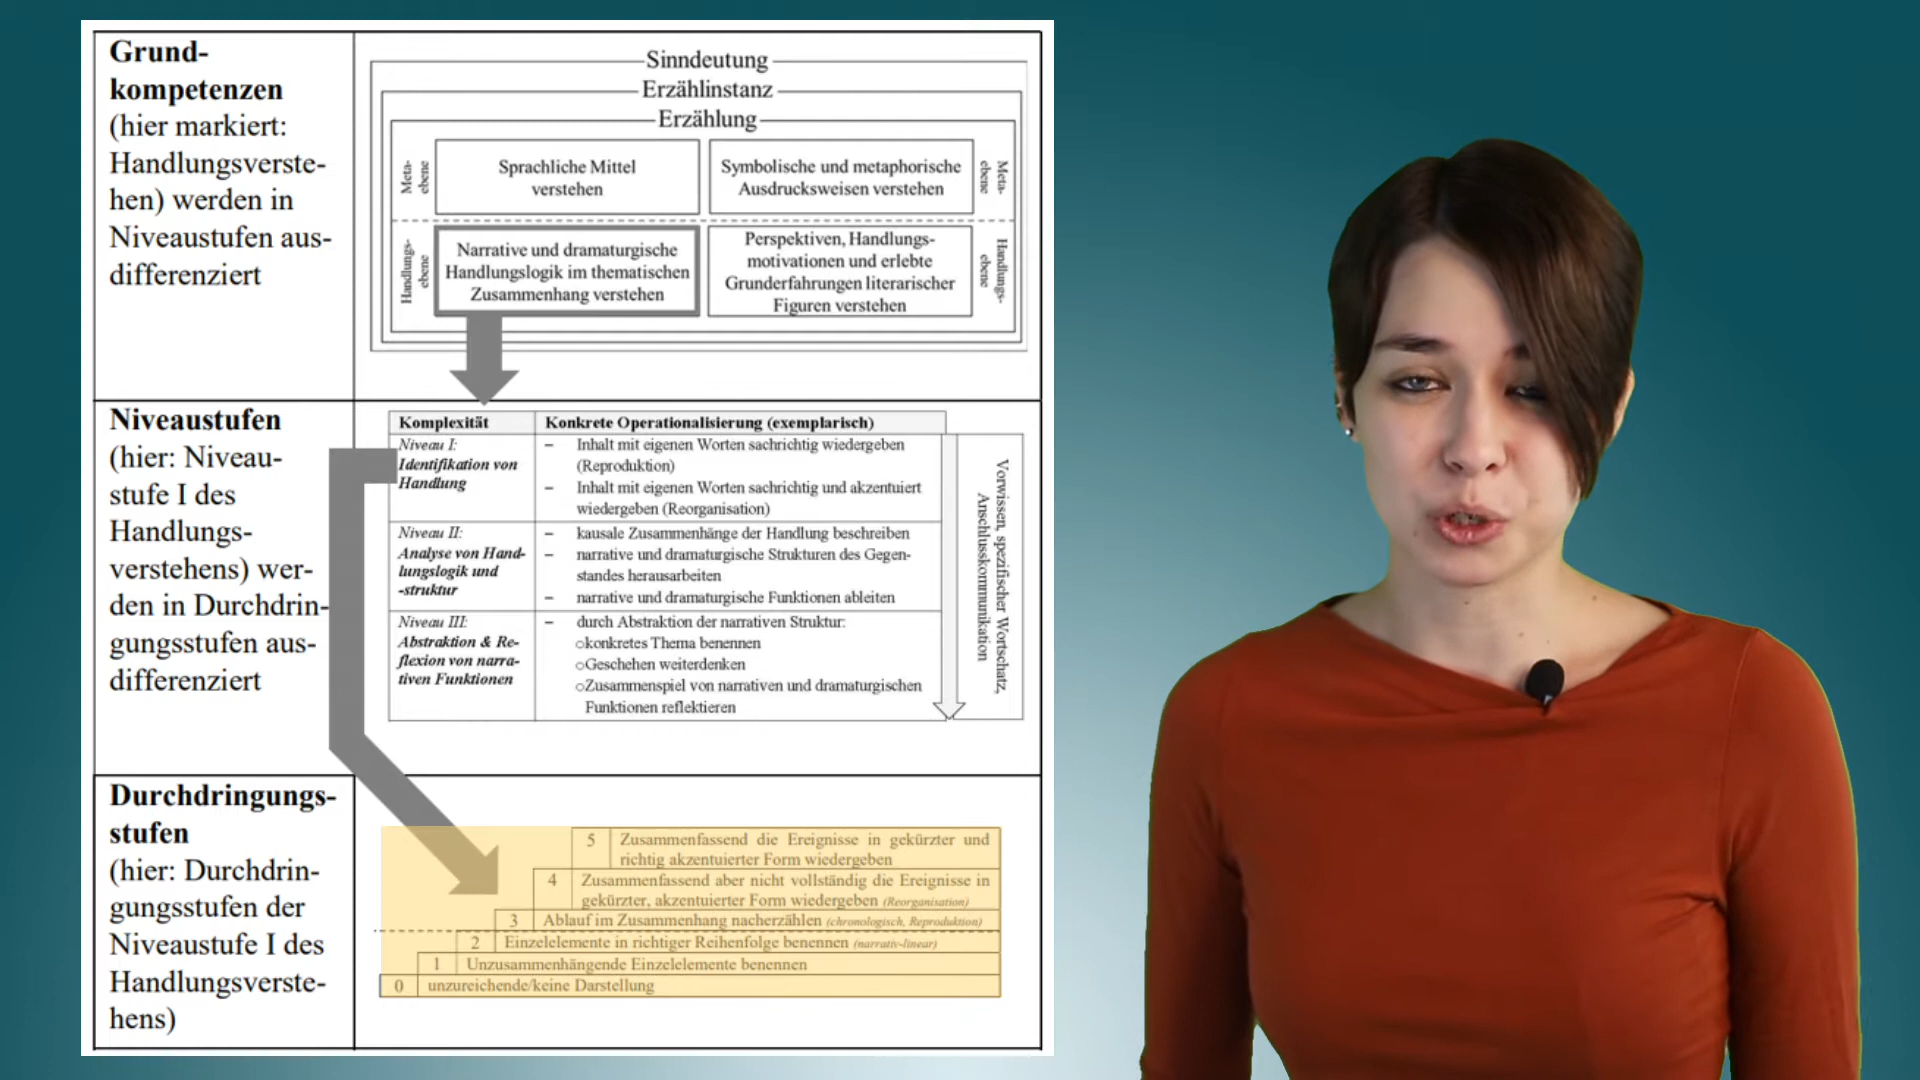 Grund-
kompetenzen
(hier markiert:
Handlungsverste-
hen) werden in
Niveaustufen aus-
differenziert
Sinndeutung
Erzählinstanz
Erzählung
Meta-
ebene
Sprachliche Mittel
verstehen
Symbolische und metaphorische
Ausdrucksweisen verstehen
Meta-
ebene
Handlungs-
ebene
Narrative und dramaturgische
Handlungslogik im thematischen
Zusammenhang verstehen
Perspektiven, Handlungs-
motivationen und erlebte
Grunderfahrungen literarischer
Figuren verstehen
Handlungs-
ebene
Niveaustufen
(hier: Niveau-
stufe I des
Handlungs-
verstehens) wer-
den in Durchdrin-
gungsstufen aus-
differenziert
Komplexität
Konkrete Operationalisierung (exemplarisch)
Niveau I:
Identifikation von
Handlung
– Inhalt mit eigenen Worten sachrichtig wiedergeben
(Reproduktion)
– Inhalt mit eigenen Worten sachrichtig und akzentuiert
wiedergeben (Reorganisation)
Niveau II:
Analyse von Hand-
lungslogik und
-struktur
– kausale Zusammenhänge der Handlung beschreiben
– narrative und dramaturgische Strukturen des Gegen-
standes herausarbeiten
– narrative und dramaturgische Funktionen ableiten
Niveau III:
Abstraktion & Re-
flexion von narra-
tiven Funktionen
– durch Abstraktion der narrativen Struktur:
○konkretes Thema benennen
○Geschehen weiterdenken
○Zusammenspiel von narrativen und dramaturgischen
Funktionen reflektieren
Vorwissen, spezifischer Wortschatz,
Anschlusskommunikation
Durchdringungs-
stufen
(hier: Durchdrin-
gungsstufen der
Niveaustufe I des
Handlungsverste-
hens)
5 Zusammenfassend die Ereignisse in gekürzter und
richtig akzentuierter Form wiedergeben
4 Zusammenfassend aber nicht vollständig die Ereignisse in
gekürzter, akzentuierter Form wiedergeben (Reorganisation)
3 Ablauf im Zusammenhang nacherzählen (chronologisch, Reproduktion)
2 Einzelelemente in richtiger Reihenfolge benennen (narrativ-linear)
1 Unzusammenhängende Einzelelemente benennen
0 unzureichende/keine Darstellung